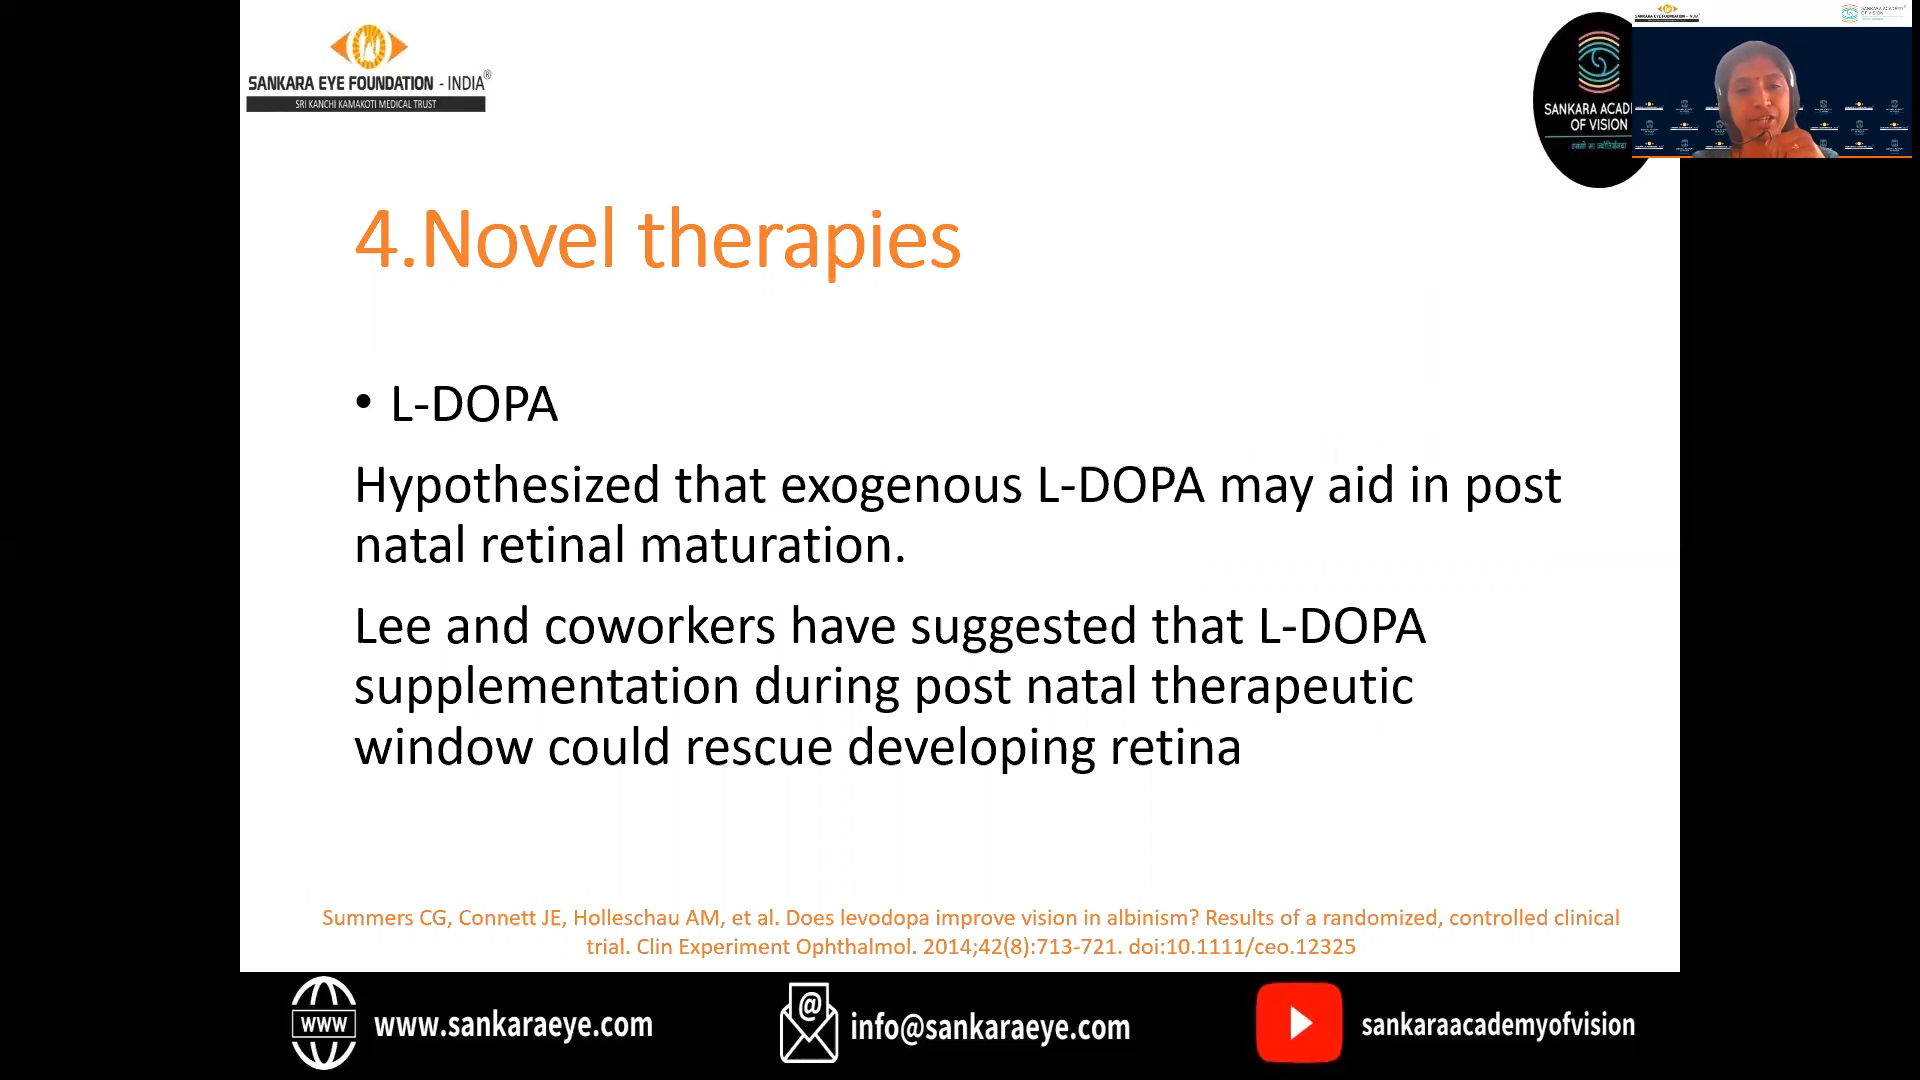 SANKARA EYE FOUNDATION - INDIA®
SRI KANCHI KAMAKOTI MEDICAL TRUST
SANKARA ACAD
OF VISION
4.Novel therapies
• L-DOPA
Hypothesized that exogenous L-DOPA may aid in post
natal retinal maturation.
Lee and coworkers have suggested that L-DOPA
supplementation during post natal therapeutic
window could rescue developing retina
Summers CG, Connett JE, Holleschau AM, et al. Does levodopa improve vision in albinism? Results of a randomized, controlled clinical
trial. Clin Experiment Ophthalmol. 2014;42(8):713-721. doi:10.1111/ceo.12325
www www.sankaraeye.com
@ info@sankaraeye.com
sankaraacademyofvision